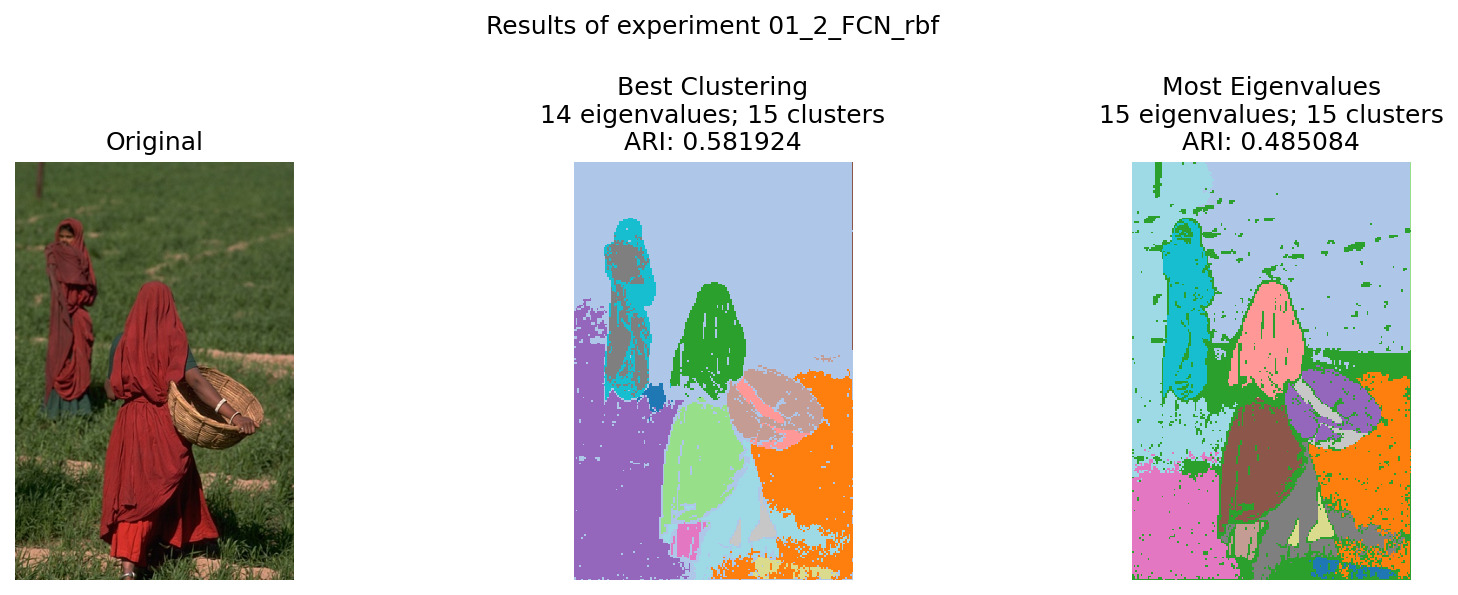 Results of experiment 01_2_FCN_rbf
Original
Best Clustering
14 eigenvalues; 15 clusters
ARI: 0.581924
Most Eigenvalues
15 eigenvalues; 15 clusters
ARI: 0.485084